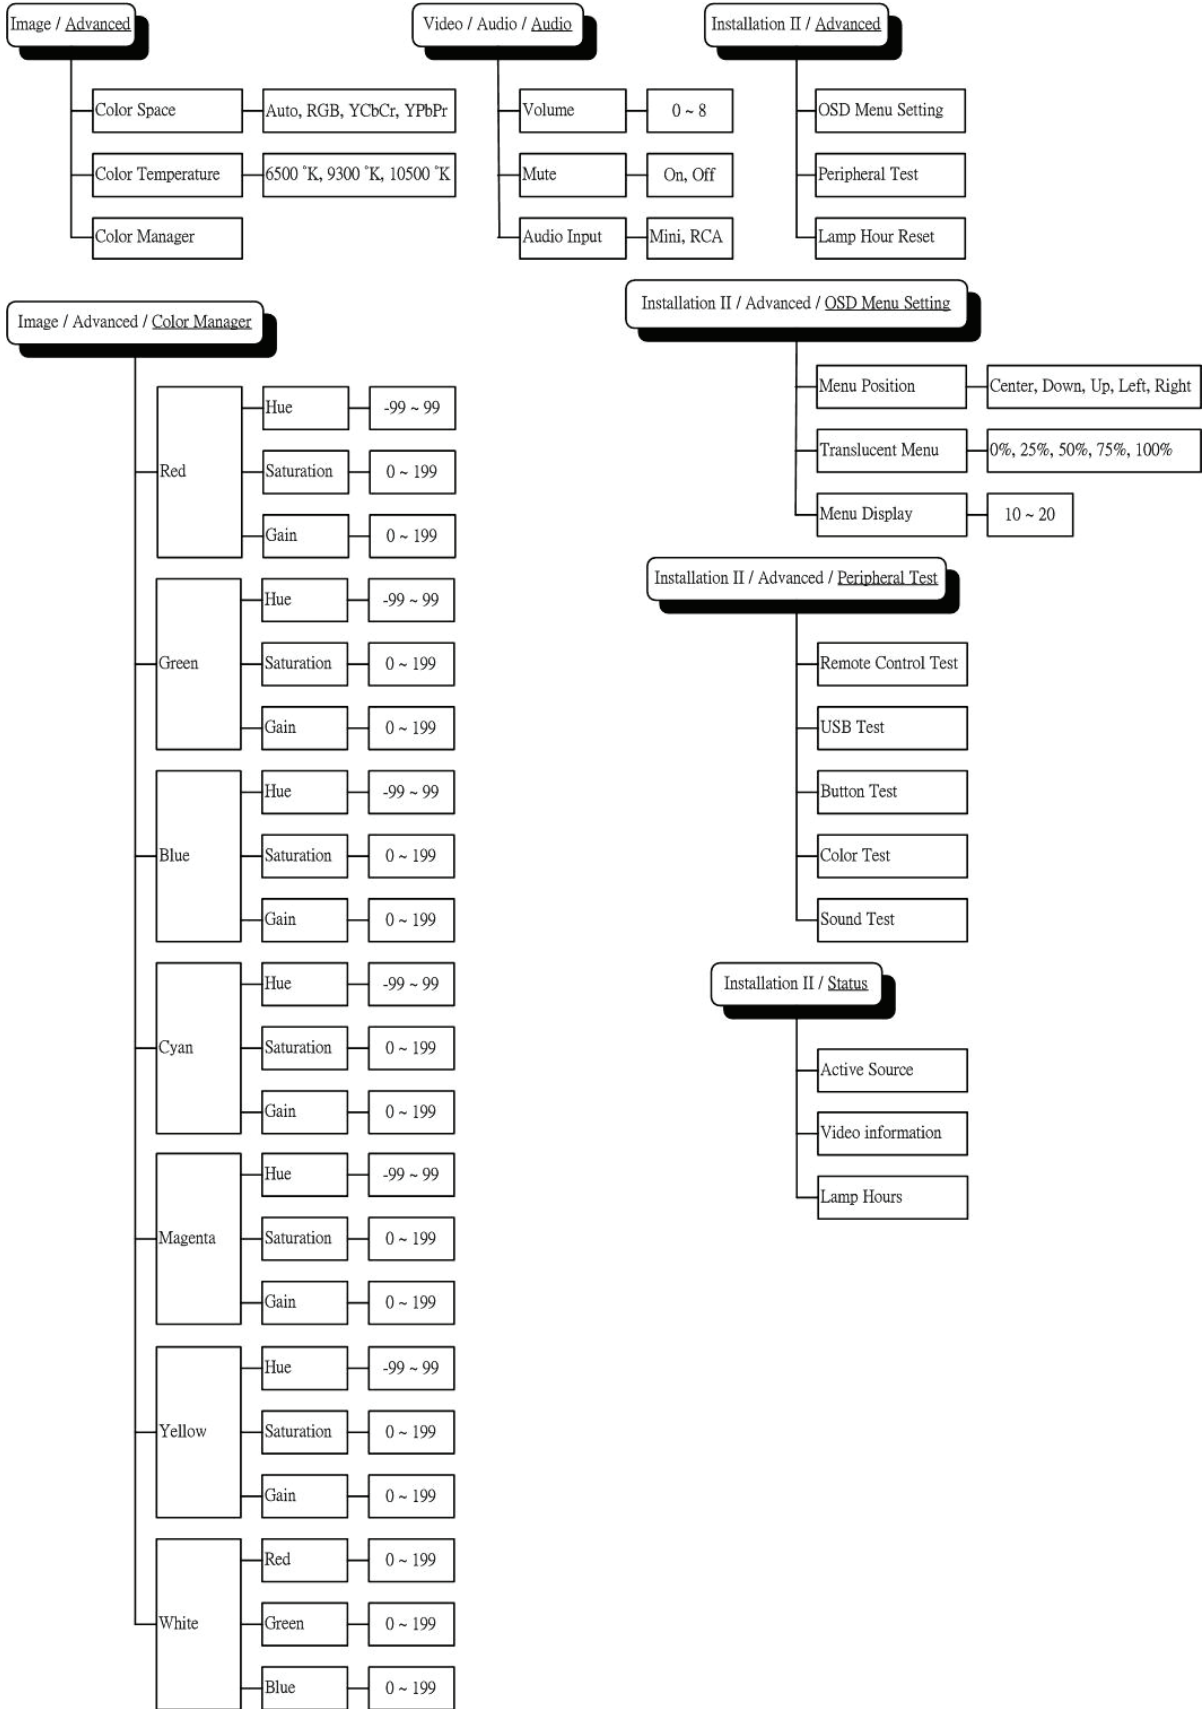 Image / Advanced
Color Space
Auto, RGB, YCbCr, YPbPr
Color Temperature
6500 °K, 9300 °K, 10500 °K
Color Manager
Video / Audio / Audio
Volume
0 ~ 8
Mute
On, Off
Audio Input
Mini, RCA
Installation II / Advanced
OSD Menu Setting
Peripheral Test
Lamp Hour Reset
Image / Advanced / Color Manager
Red
Hue
-99 ~ 99
Saturation
0 ~ 199
Gain
0 ~ 199
Green
Hue
-99 ~ 99
Saturation
0 ~ 199
Gain
0 ~ 199
Blue
Hue
-99 ~ 99
Saturation
0 ~ 199
Gain
0 ~ 199
Cyan
Hue
-99 ~ 99
Saturation
0 ~ 199
Gain
0 ~ 199
Magenta
Hue
-99 ~ 99
Saturation
0 ~ 199
Gain
0 ~ 199
Yellow
Hue
-99 ~ 99
Saturation
0 ~ 199
Gain
0 ~ 199
White
Red
0 ~ 199
Green
0 ~ 199
Blue
0 ~ 199
Installation II / Advanced / OSD Menu Setting
Menu Position
Center, Down, Up, Left, Right
Translucent Menu
0%, 25%, 50%, 75%, 100%
Menu Display
10 ~ 20
Installation II / Advanced / Peripheral Test
Remote Control Test
USB Test
Button Test
Color Test
Sound Test
Installation II / Status
Active Source
Video information
Lamp Hours